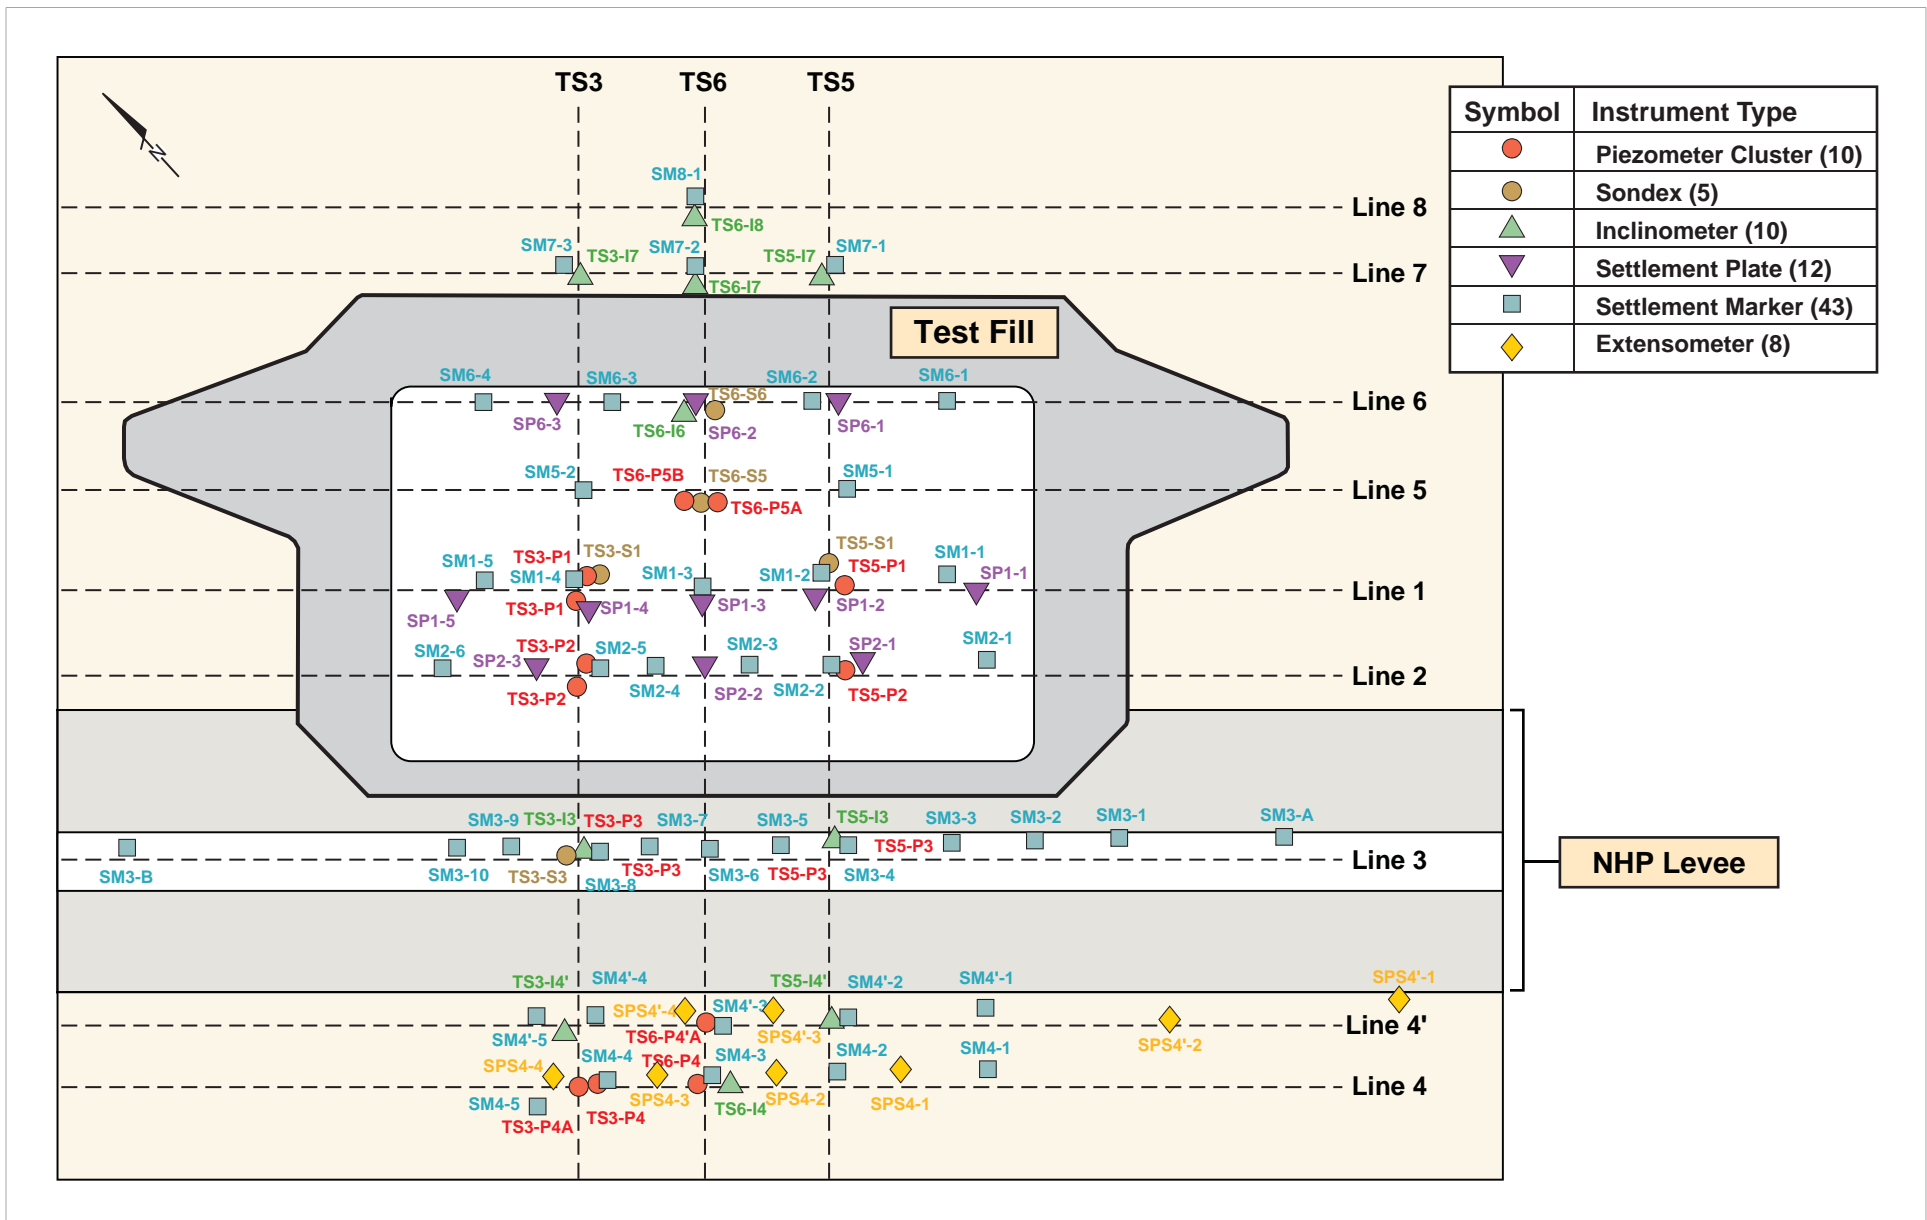 TS3 TS6 TS5
Symbol Instrument Type
Piezometer Cluster (10)
Sondex (5)
Inclinometer (10)
Settlement Plate (12)
Settlement Marker (43)
Extensometer (8)
N
SM8-1
Line 8
TS6-I8
SM7-3 TS3-I7 SM7-2 TS5-I7 SM7-1
Line 7
TS6-I7
Test Fill
SM6-4 SM6-3 SM6-2 SM6-1
TS6-S6
Line 6
SP6-3 TS6-I6 SP6-2 SP6-1
SM5-2 TS6-P5B TS6-S5 SM5-1
Line 5
TS6-P5A
TS3-P1 TS3-S1 TS5-S1
SM1-5 SM1-4 SM1-3 SM1-2 TS5-P1 SM1-1 SP1-1
Line 1
SP1-5 TS3-P1 SP1-4 SP1-3 SP1-2
TS3-P2 SM2-5 SM2-3 SP2-1 SM2-1
SM2-6 SP2-3
Line 2
TS3-P2 SM2-4 SP2-2 SM2-2 TS5-P2
SM3-9 TS3-I3 TS3-P3 SM3-7 SM3-5 TS5-I3 SM3-3 SM3-2 SM3-1 SM3-A
TS5-P3
Line 3
NHP Levee
SM3-B SM3-10 TS3-S3 SM3-8 TS3-P3 SM3-6 TS5-P3 SM3-4
TS3-I4' SM4'-4 TS5-I4' SM4'-2 SM4'-1 SPS4'-1
SPS4'-4 SM4'-3
Line 4'
SM4'-5 TS6-P4'A SPS4'-3 SPS4'-2
SPS4-4 SM4-4 TS6-P4 SM4-3 SM4-2 SM4-1
Line 4
SM4-5 SPS4-3 TS6-I4 SPS4-2 SPS4-1
TS3-P4A TS3-P4